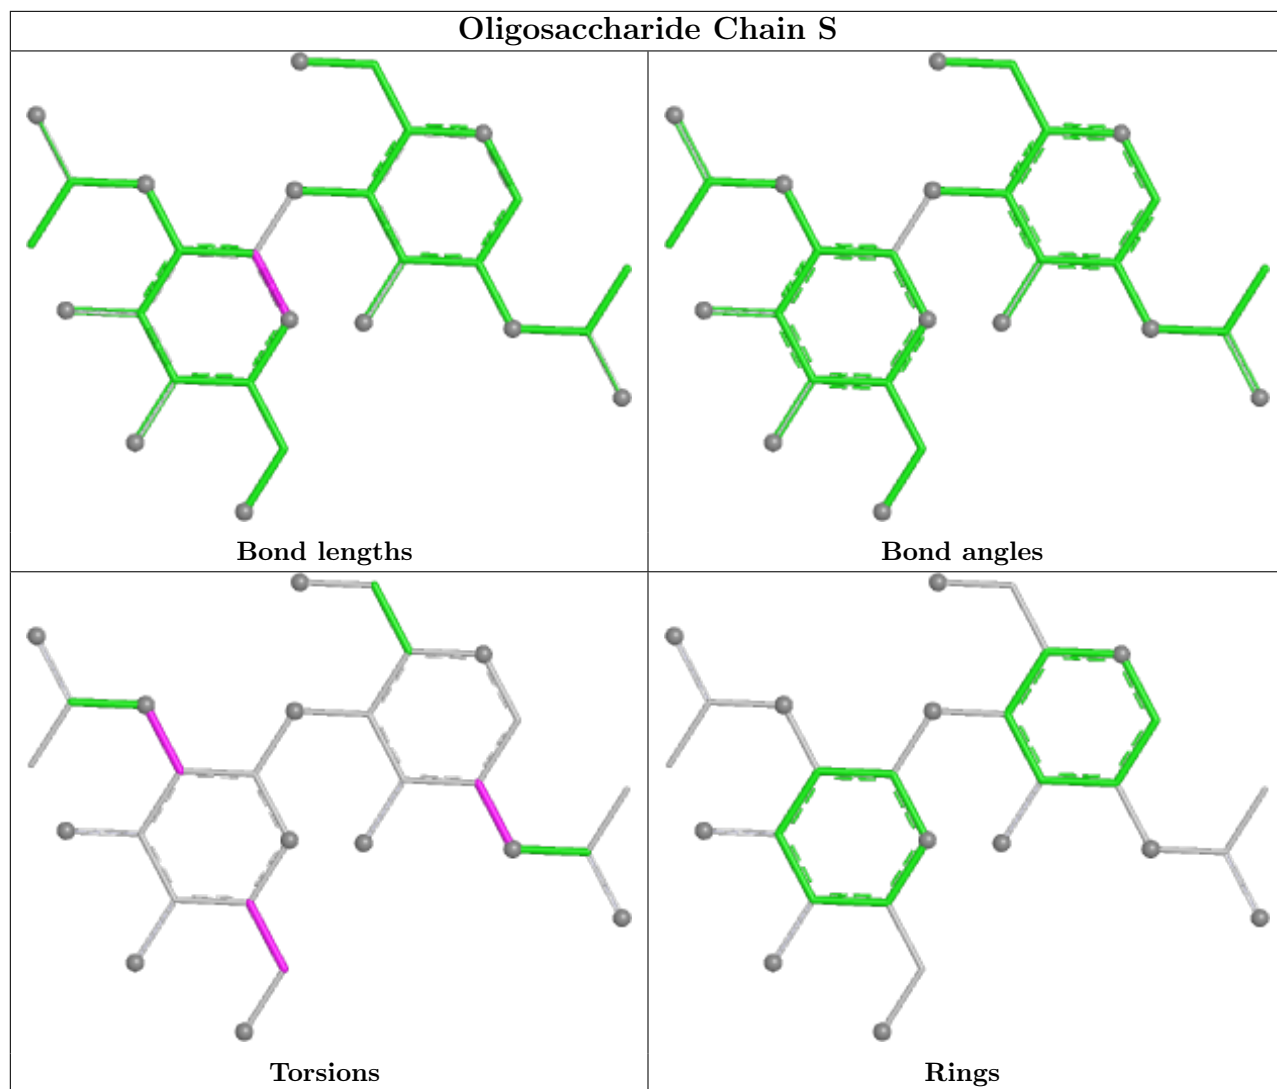 Oligosaccharide Chain S
Bond lengths
Bond angles
Torsions
Rings